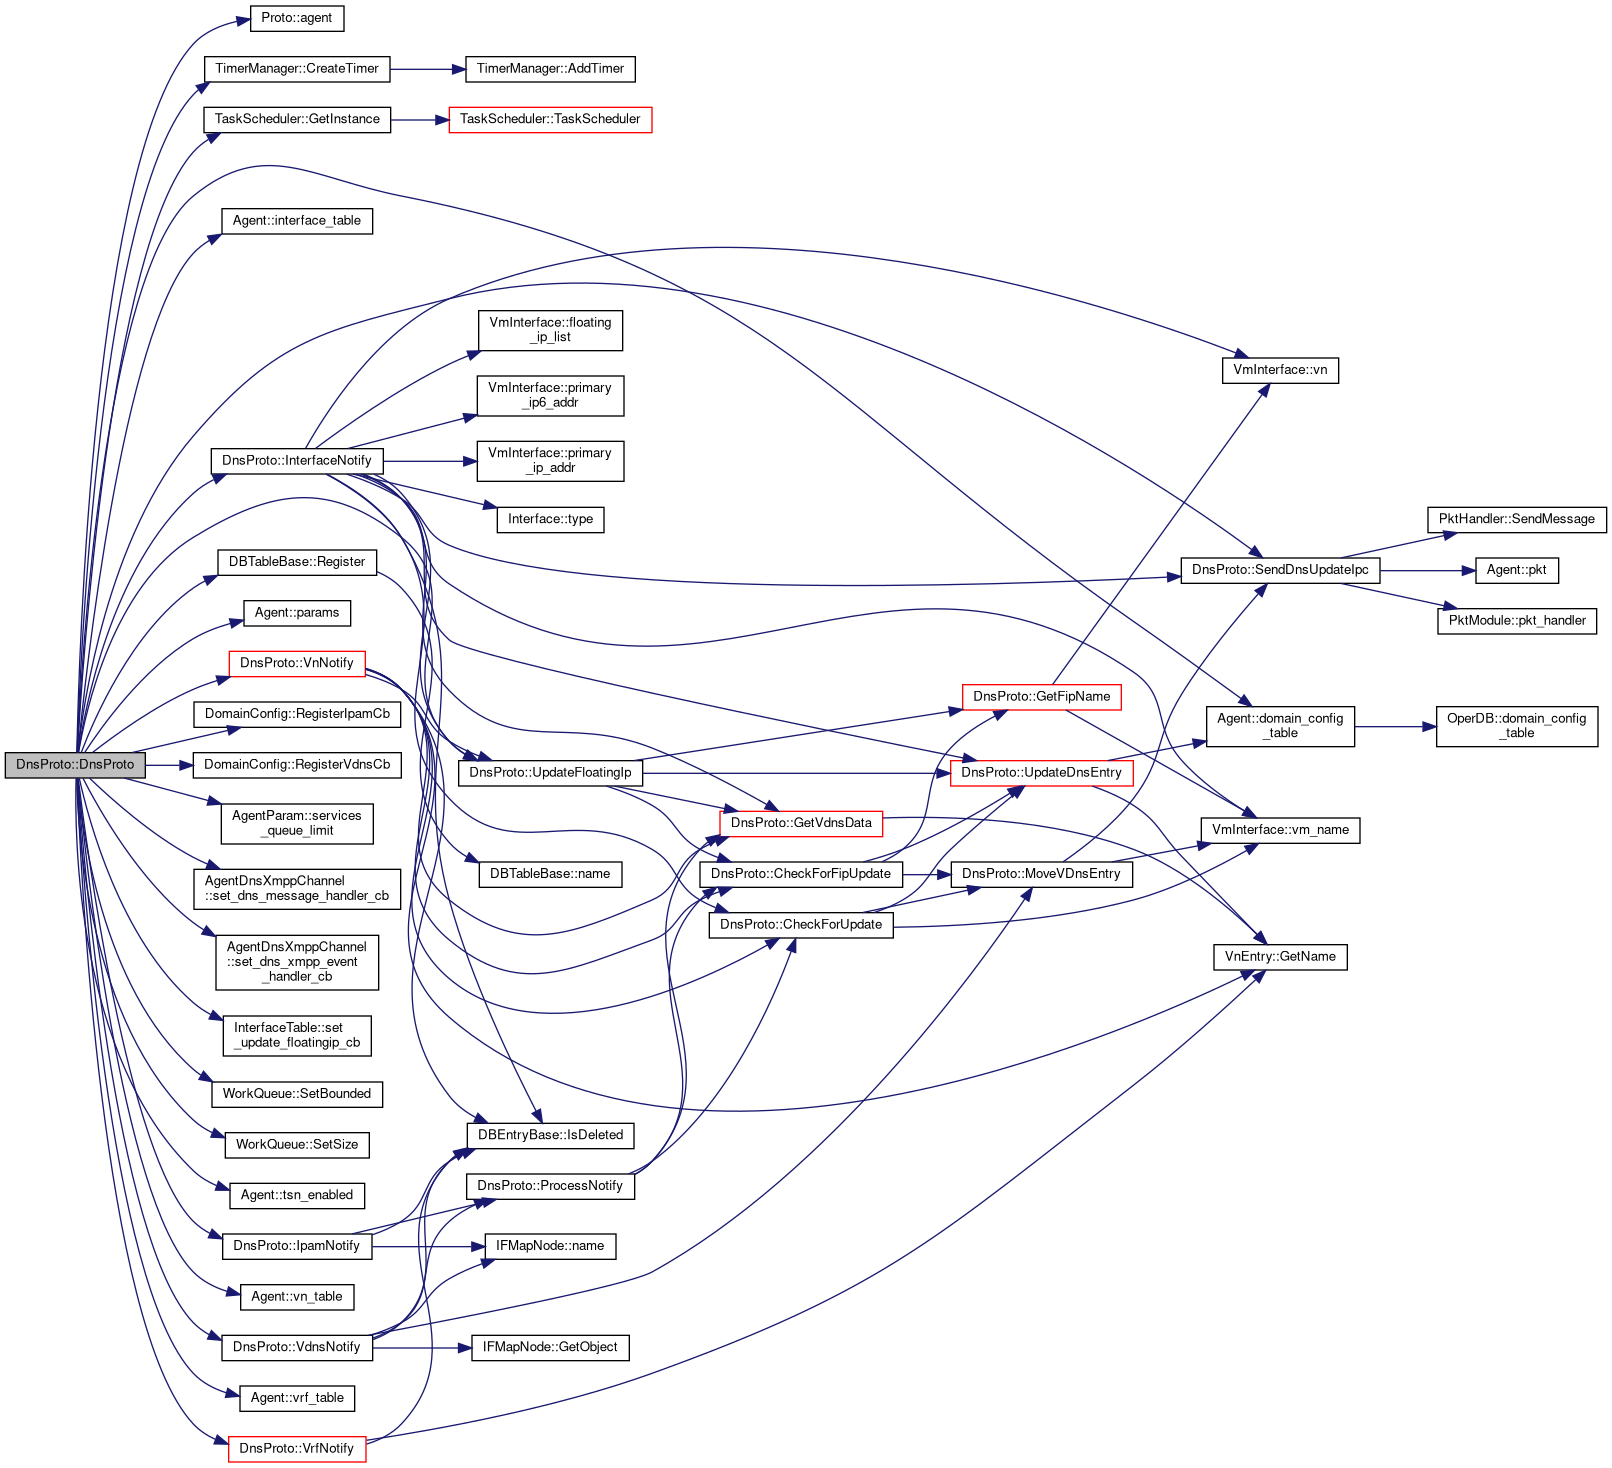 Proto::agent
TimerManager::CreateTimer
TimerManager::AddTimer
TaskScheduler::GetInstance
TaskScheduler::TaskScheduler
Agent::interface_table
VmInterface::floating
_ip_list
VmInterface::vn
VmInterface::primary
_ip6_addr
DnsProto::InterfaceNotify
VmInterface::primary
_ip_addr
Interface::type
PktHandler::SendMessage
DBTableBase::Register
DnsProto::SendDnsUpdateIpc
Agent::pkt
Agent::params
PktModule::pkt_handler
DnsProto::VnNotify
DnsProto::GetFipName
DomainConfig::RegisterIpamCb
Agent::domain_config
_table
OperDB::domain_config
_table
DnsProto::DnsProto
DomainConfig::RegisterVdnsCb
DnsProto::UpdateFloatingIp
DnsProto::UpdateDnsEntry
AgentParam::services
_queue_limit
DnsProto::GetVdnsData
VmInterface::vm_name
AgentDnsXmppChannel
::set_dns_message_handler_cb
DBTableBase::name
DnsProto::CheckForFipUpdate
DnsProto::MoveVDnsEntry
DnsProto::CheckForUpdate
AgentDnsXmppChannel
::set_dns_xmpp_event
_handler_cb
VnEntry::GetName
InterfaceTable::set
_update_floatingip_cb
WorkQueue::SetBounded
WorkQueue::SetSize
DBEntryBase::IsDeleted
Agent::tsn_enabled
DnsProto::ProcessNotify
DnsProto::IpamNotify
IFMapNode::name
Agent::vn_table
DnsProto::VdnsNotify
IFMapNode::GetObject
Agent::vrf_table
DnsProto::VrfNotify